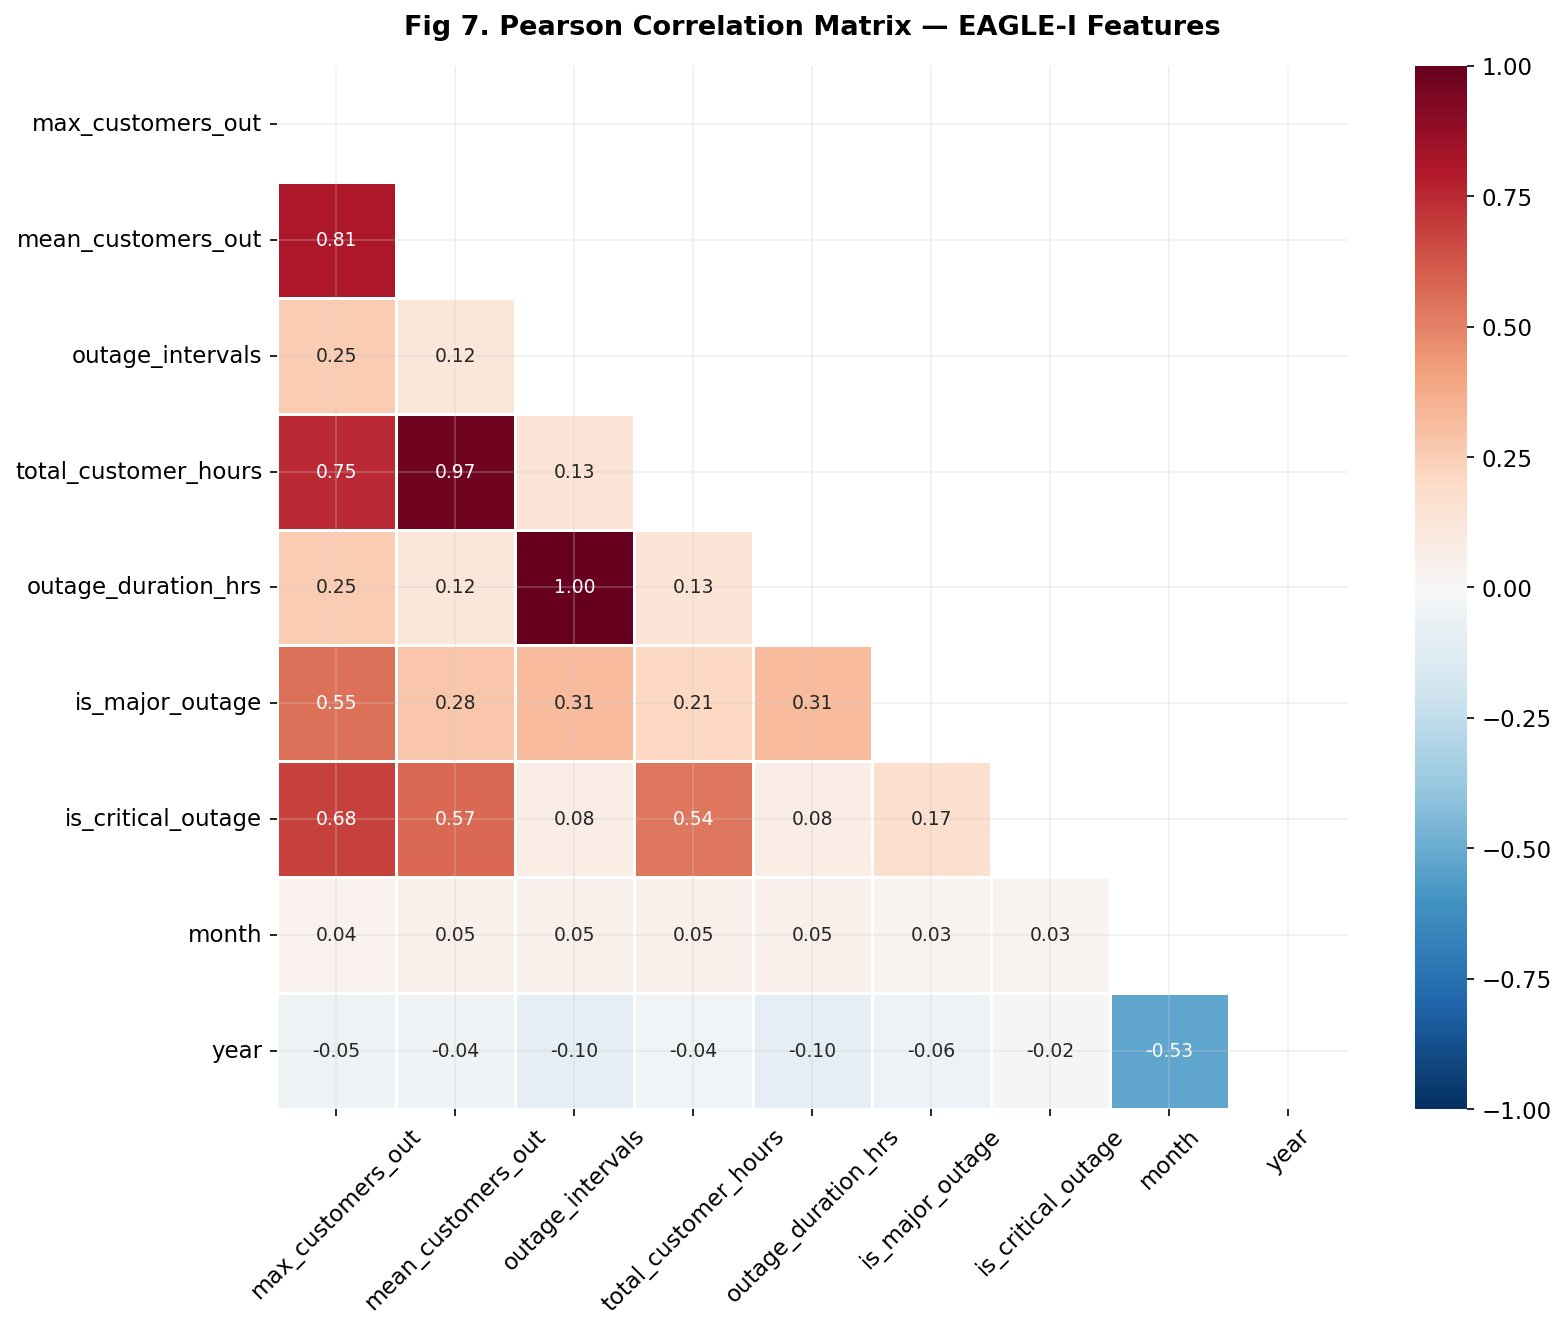 Fig 7. Pearson Correlation Matrix — EAGLE-I Features
max_customers_out
mean_customers_out 0.81
outage_intervals 0.25 0.12
total_customer_hours 0.75 0.97 0.13
outage_duration_hrs 0.25 0.12 1.00 0.13
is_major_outage 0.55 0.28 0.31 0.21 0.31
is_critical_outage 0.68 0.57 0.08 0.54 0.08 0.17
month 0.04 0.05 0.05 0.05 0.05 0.03 0.03
year -0.05 -0.04 -0.10 -0.04 -0.10 -0.06 -0.02 -0.53
max_customers_out
mean_customers_out
outage_intervals
total_customer_hours
outage_duration_hrs
is_major_outage
is_critical_outage
month
year
1.00
0.75
0.50
0.25
0.00
−0.25
−0.50
−0.75
−1.00